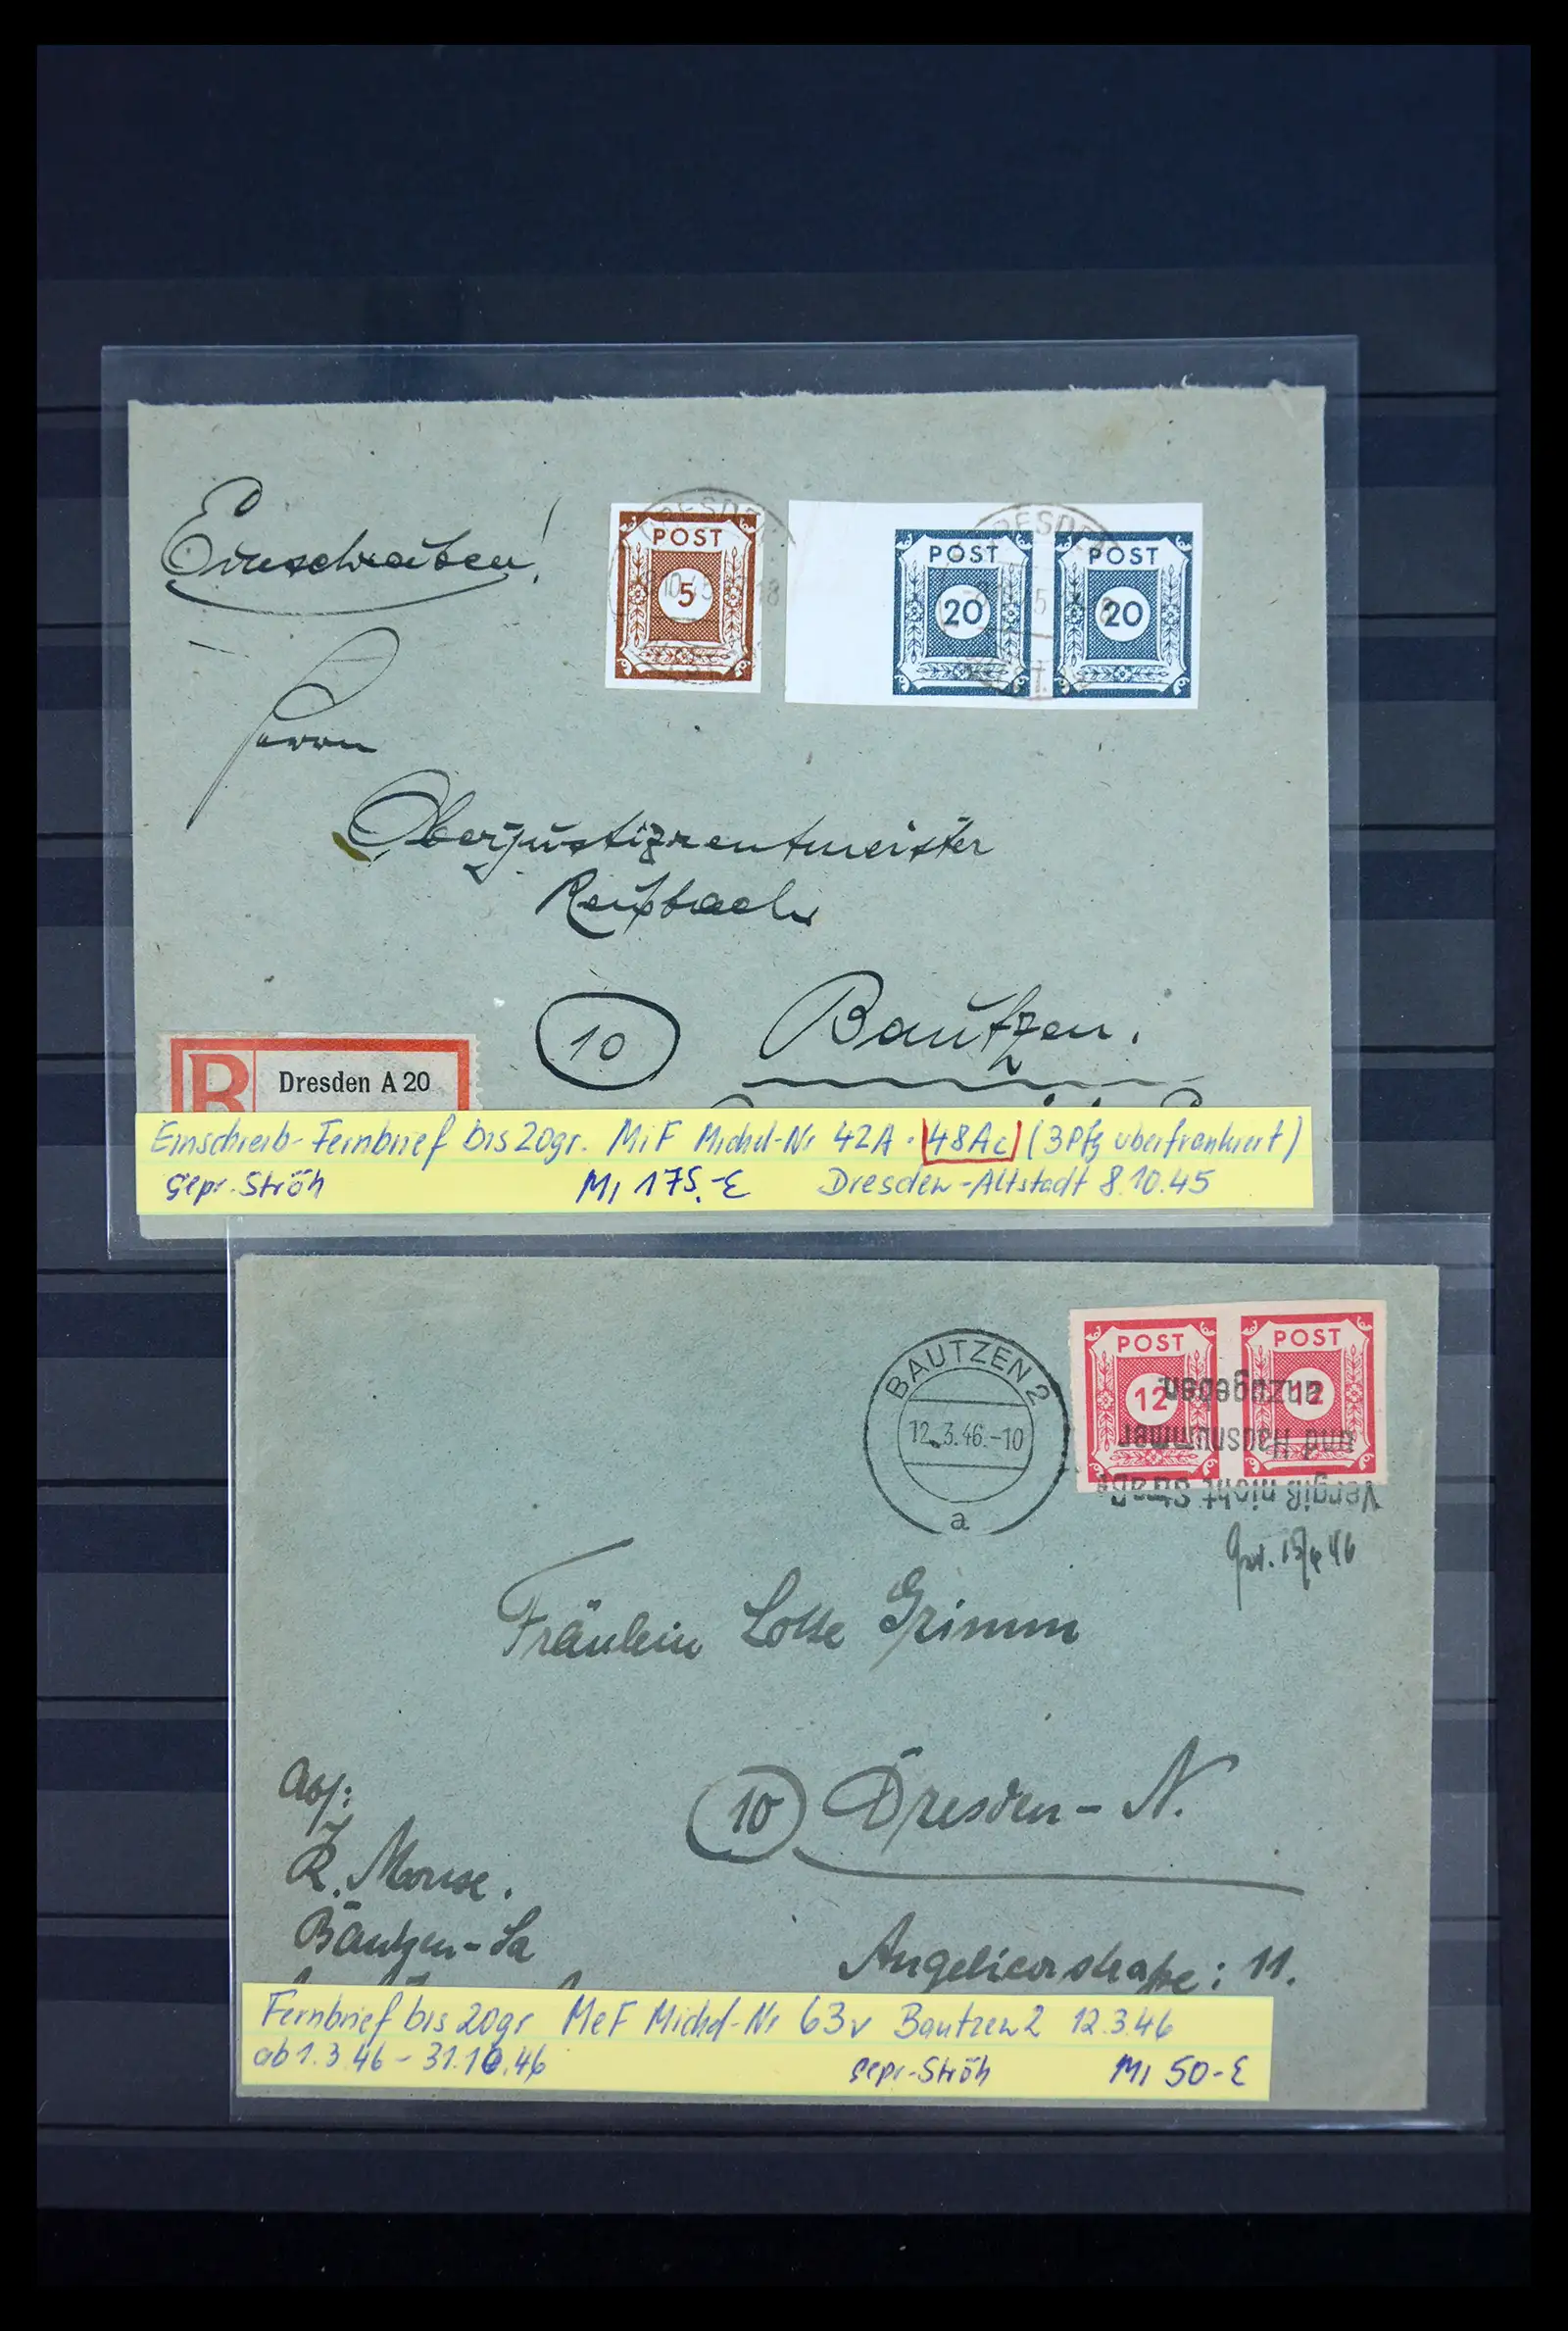 Einschreiben!
DRESDEN
POST
5
POST
20
POST
20
Herrn
Oberjustizrentmeister
10
Bautzen.
R
Dresden A 20
Einschreib-Fernbrief bis 20gr. MiF Michel-Nr 42A · 48Ac (3Pfg überfrankiert)
gepr. Ströh MI 175.-€ Dresden-Altstadt 8.10.45
BAUTZEN 2
12.3.46.-10
a
POST
12
POST
12
Vergiß nicht Straße
und Hausnummer
anzugeben
Fräulein Lotte Grimm
10 Dresden-N.
Abs:
Bautzen-Sa
Fernbrief bis 20gr MeF Michel-Nr 63v Bautzen 2 12.3.46
ab 1.3.46 - 31.10.46 gepr. Ströh MI 50-€